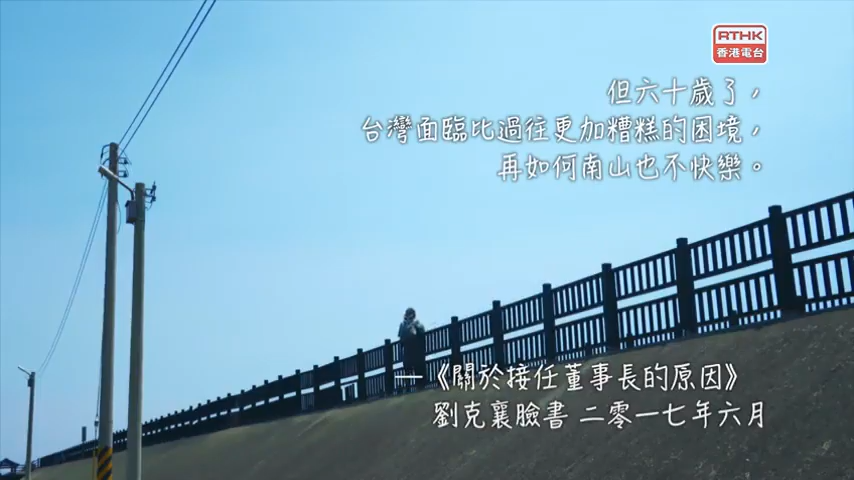 RTHK
香港電台
但六十歲了，
台灣面臨比過往更加糟糕的困境，
再如何南山也不快樂。
—《關於接任董事長的原因》
劉克襄臉書 二零一七年六月